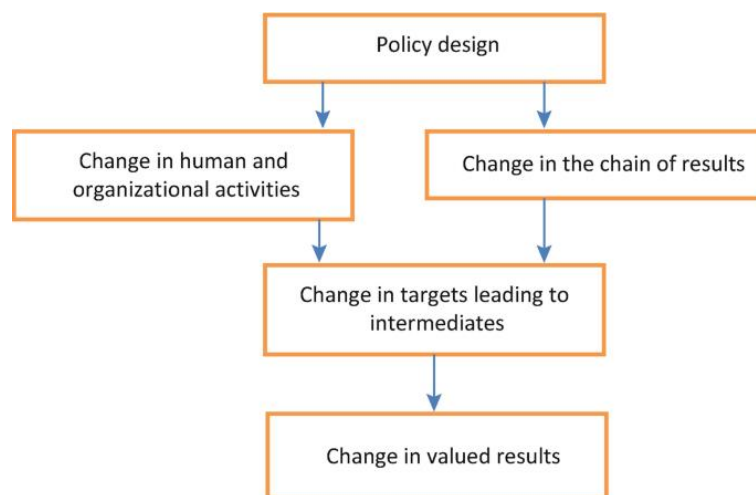 Policy design
Change in human and
organizational activities
Change in the chain of results
Change in targets leading to
intermediates
Change in valued results